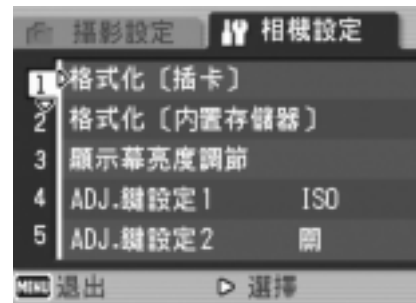 攝影設定 相機設定
1 格式化〔插卡〕
2 格式化〔内置存儲器〕
3 顯示幕亮度調節
4 ADJ.鍵設定1 ISO
5 ADJ.鍵設定2 開
MENU 退出 選擇